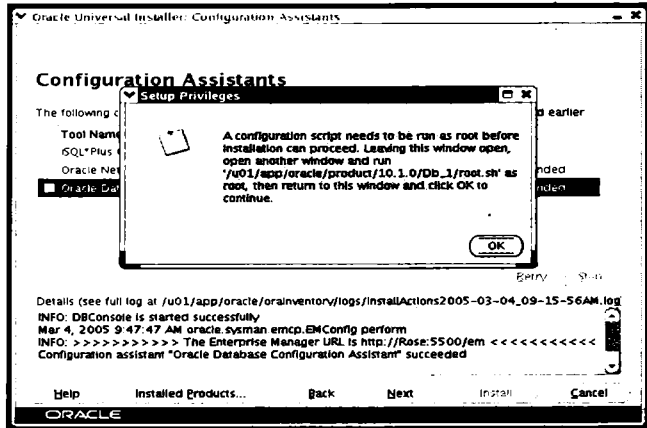 Oracle Universal Installer: Configuration Assistants
Configuration Assistants
Setup Privileges
The following
d earlier
Tool Name
iSQL*Plus
Oracle Net
nded
Oracle Dat
nded
A configuration script needs to be run as root before
installation can proceed. Leaving this window open,
open another window and run
'/u01/app/oracle/product/10.1.0/Db_1/root.sh' as
root, then return to this window and click OK to
continue.
OK
Retry
Stop
Details (see full log at /u01/app/oracle/oraInventory/logs/installActions2005-03-04_09-15-56AM.log
INFO: DBConsole is started successfully
Mar 4, 2005 9:47:47 AM oracle.sysman.emcp.EMConfig perform
INFO: >>>>>>>>>>> The Enterprise Manager URL is http://Rose:5500/em <<<<<<<<<<<
Configuration assistant "Oracle Database Configuration Assistant" succeeded
Help
Installed Products...
Back
Next
Install
Cancel
ORACLE